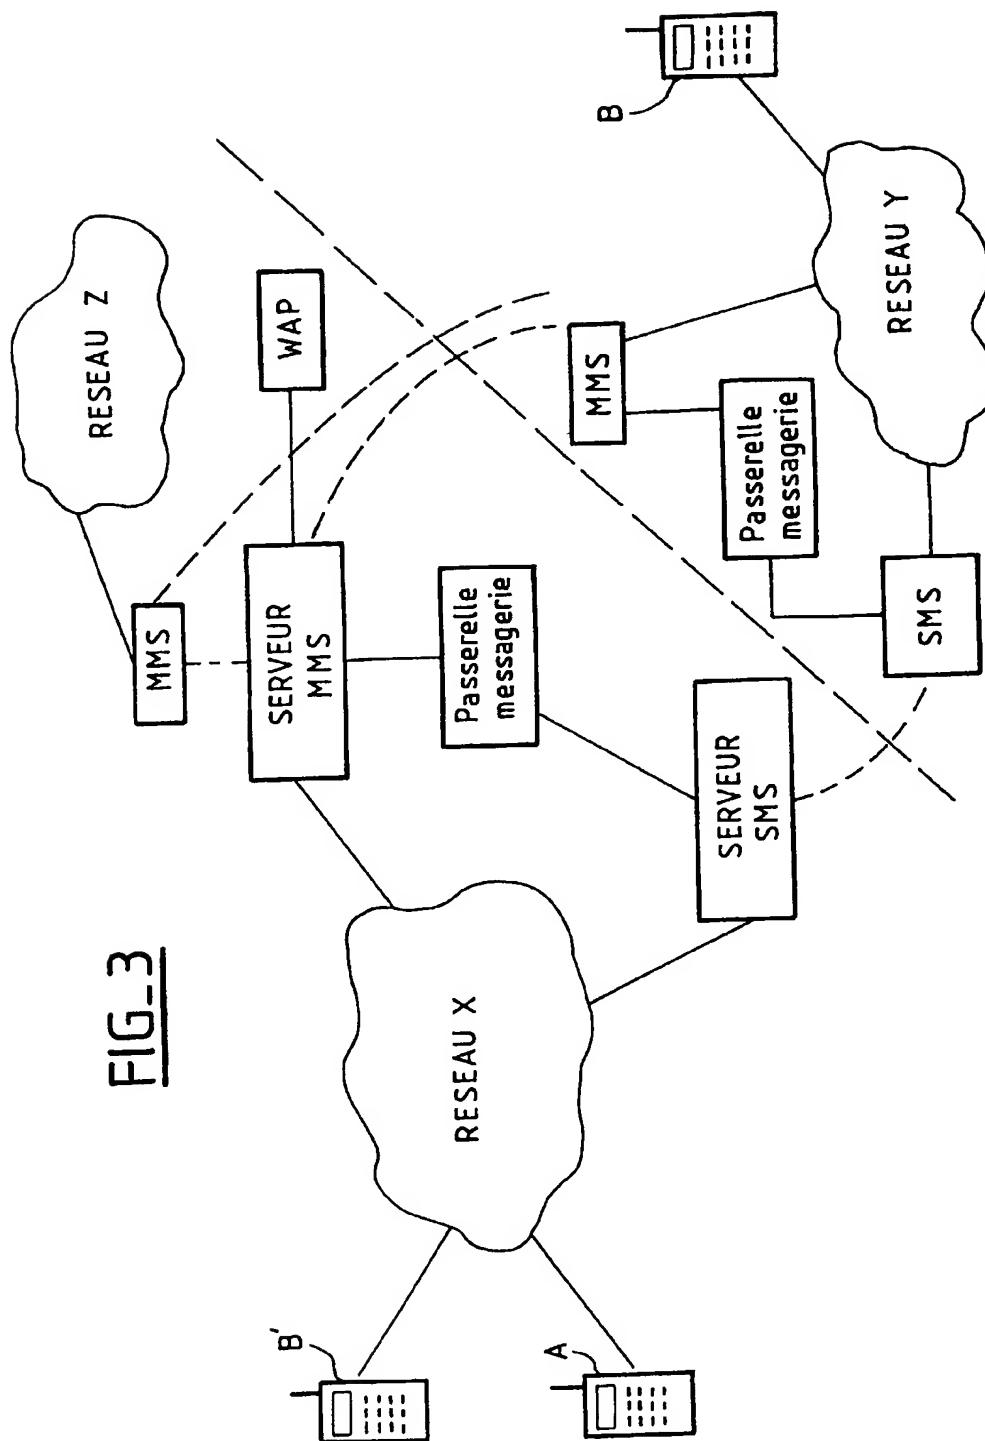 FIG_3
B'
A
RESEAU X
SERVEUR
MMS
MMS
RESEAU Z
WAP
Passerelle
messagerie
SERVEUR
SMS
MMS
Passerelle
messagerie
SMS
RESEAU Y
B